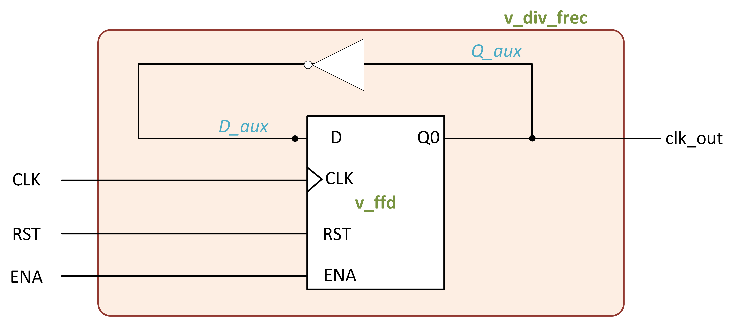 v_div_frec
Q_aux
D_aux
D Q0
clk_out
CLK CLK
v_ffd
RST RST
ENA ENA